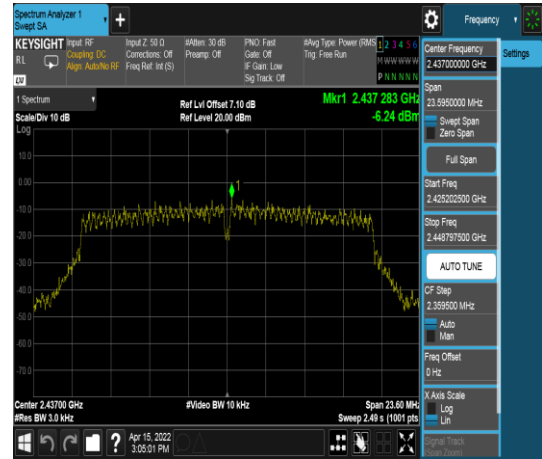 Spectrum Analyzer 1
Swept SA
+
Frequency
KEYSIGHT
RL
LXI
Input: RF
Coupling: DC
Align: Auto/No RF
Input Z: 50 Ω
Corrections: Off
Freq Ref: Int (S)
#Atten: 30 dB
Preamp: Off
PNO: Fast
Gate: Off
IF Gain: Low
Sig Track: Off
#Avg Type: Power (RMS
Trig: Free Run
1 2 3 4 5 6
M W W W W W
P N N N N N
1 Spectrum
Scale/Div 10 dB
Ref Lvl Offset 7.10 dB
Ref Level 20.00 dBm
Mkr1 2.437 283 GHz
-6.24 dBm
Log
10.0
0.00
-10.0
-20.0
-30.0
-40.0
-50.0
-60.0
-70.0
1
Center 2.43700 GHz
#Res BW 3.0 kHz
#Video BW 10 kHz
Span 23.60 MHz
Sweep 2.49 s (1001 pts
Apr 15, 2022
3:05:01 PM
?
Center Frequency
2.437000000 GHz
Span
23.5950000 MHz
Swept Span
Zero Span
Full Span
Start Freq
2.425202500 GHz
Stop Freq
2.448797500 GHz
AUTO TUNE
CF Step
2.359500 MHz
Auto
Man
Freq Offset
0 Hz
X Axis Scale
Log
Lin
Signal Track
(Span Zoom)
Settings